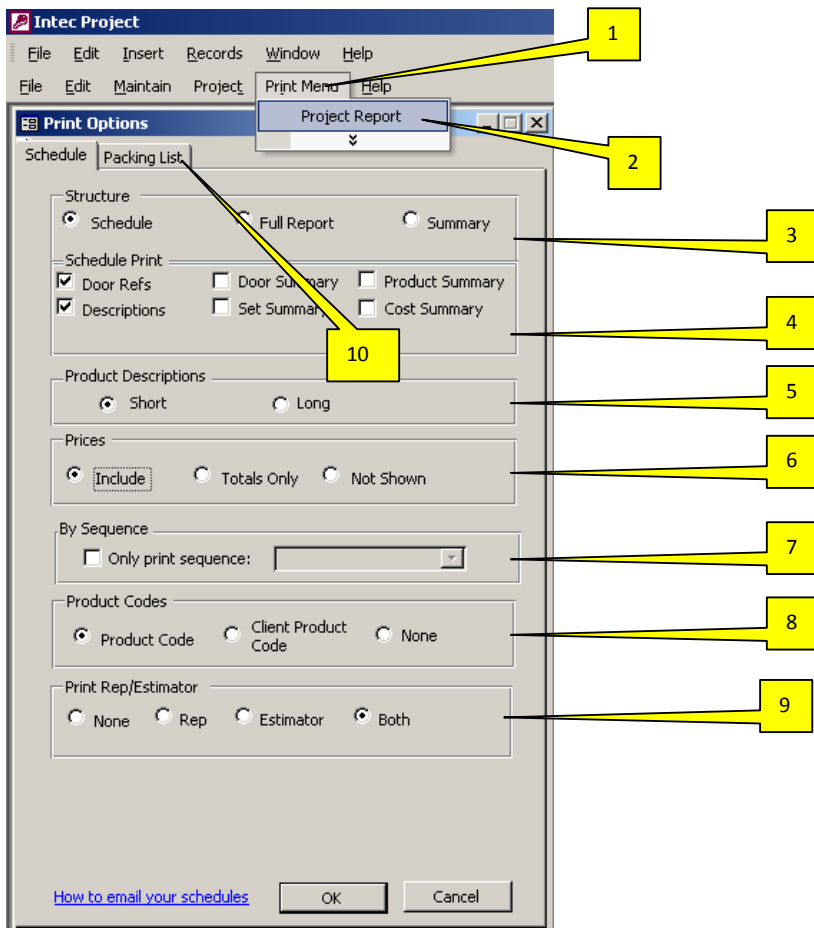 Intec Project
1
File Edit Insert Records Window Help
File Edit Maintain Project Print Menu Help
Project Report
Print Options
2
Schedule Packing List
Structure
Schedule Full Report Summary
3
Schedule Print
Door Refs Door Summary Product Summary
Descriptions Set Summary Cost Summary
4
10
Product Descriptions
Short Long
5
Prices
Include Totals Only Not Shown
6
By Sequence
Only print sequence:
7
Product Codes
Product Code Client Product Code None
8
Print Rep/Estimator
None Rep Estimator Both
9
How to email your schedules OK Cancel